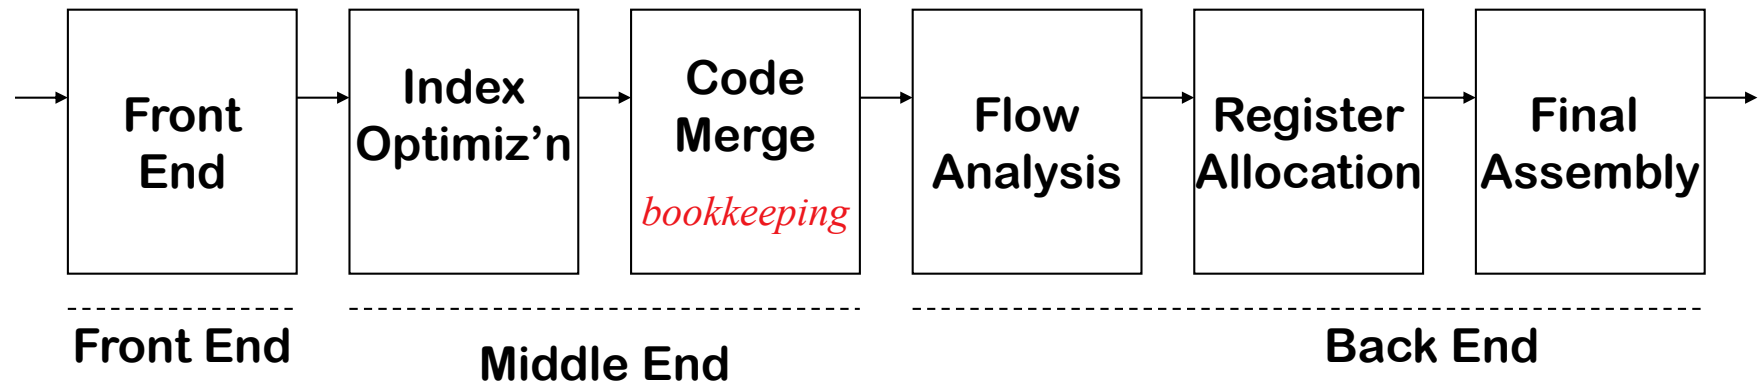 Front
End
Index
Optimiz’n
Code
Merge
bookkeeping
Flow
Analysis
Register
Allocation
Final
Assembly
Front End
Middle End
Back End